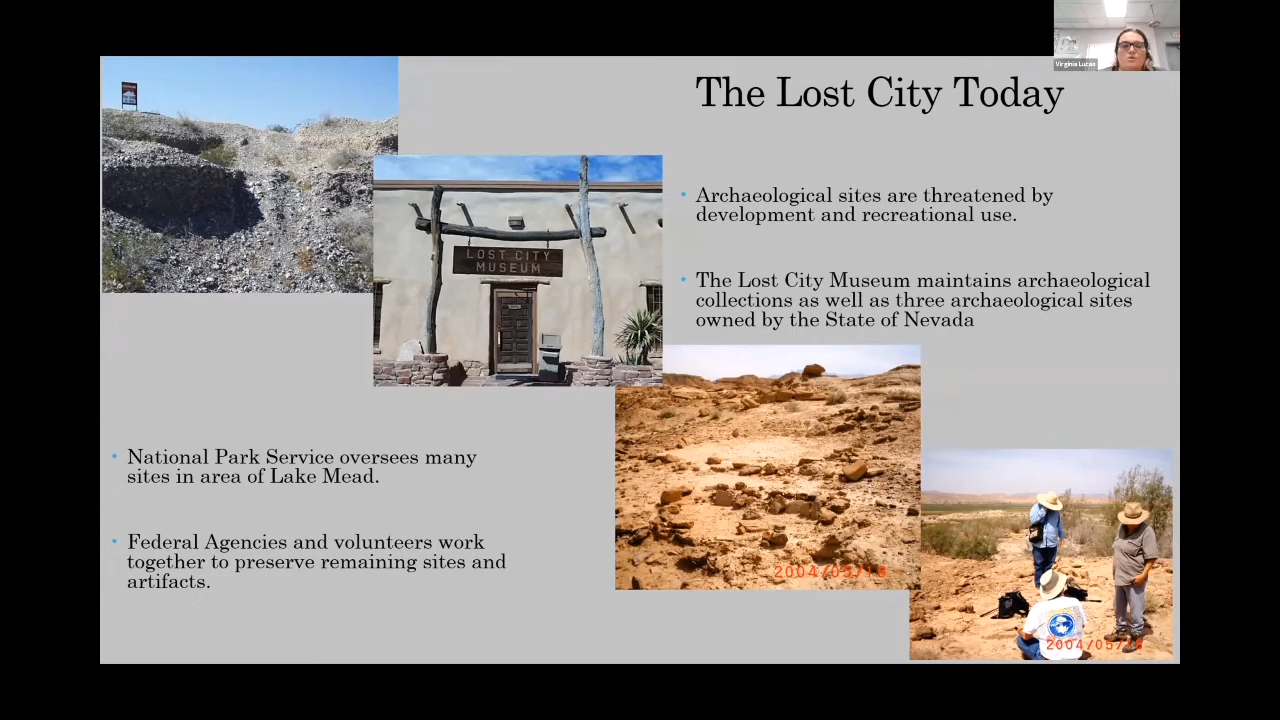 Virginia Lucas
The Lost City Today
• Archaeological sites are threatened by
development and recreational use.
LOST CITY
MUSEUM
• The Lost City Museum maintains archaeological
collections as well as three archaeological sites
owned by the State of Nevada
• National Park Service oversees many
sites in area of Lake Mead.
• Federal Agencies and volunteers work
together to preserve remaining sites and
artifacts.
2004/05/16
2004/05/16